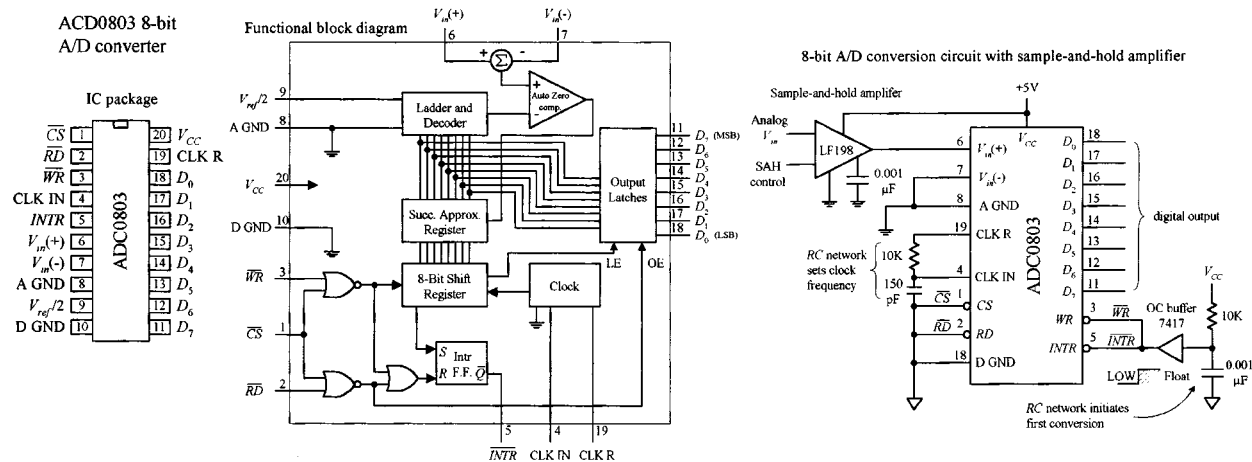 ACD0803 8-bit
A/D converter
IC package
CS 1
RD 2
WR 3
CLK IN 4
INTR 5
Vin(+) 6
Vin(-) 7
A GND 8
Vref/2 9
D GND 10
ADC0803
20 VCC
19 CLK R
18 D0
17 D1
16 D2
15 D3
14 D4
13 D5
12 D6
11 D7
Functional block diagram
Vin(+)
6
Vin(-)
7
+ Σ -
Vref/2 9
A GND 8
VCC 20
D GND 10
WR 3
CS 1
RD 2
Ladder and
Decoder
+
Auto Zero
comp.
-
Succ. Approx.
Register
8-Bit Shift
Register
Clock
Output
Latches
LE
OE
S Intr
R F.F. Q
11 D7 (MSB)
12 D6
13 D5
14 D4
15 D3
16 D2
17 D1
18 D0 (LSB)
5 4 19
INTR CLK IN CLK R
8-bit A/D conversion circuit with sample-and-hold amplifier
+5V
Sample-and-hold amplifer
Analog
Vin
SAH
control
LF198
0.001
μF
6 Vin(+)
7 Vin(-)
8 A GND
19 CLK R
4 CLK IN
1 CS
CS
2 RD
RD
18 D GND
VCC
ADC0803
D0 18
D1 17
D2 16
D3 15
D4 14
D5 13
D6 12
D7 11
WR 3 WR
INTR 5 INTR
digital output
RC network
sets clock
frequency
10K
150
pF
OC buffer
7417
VCC
10K
0.001
μF
LOW Float
RC network initiates
first conversion